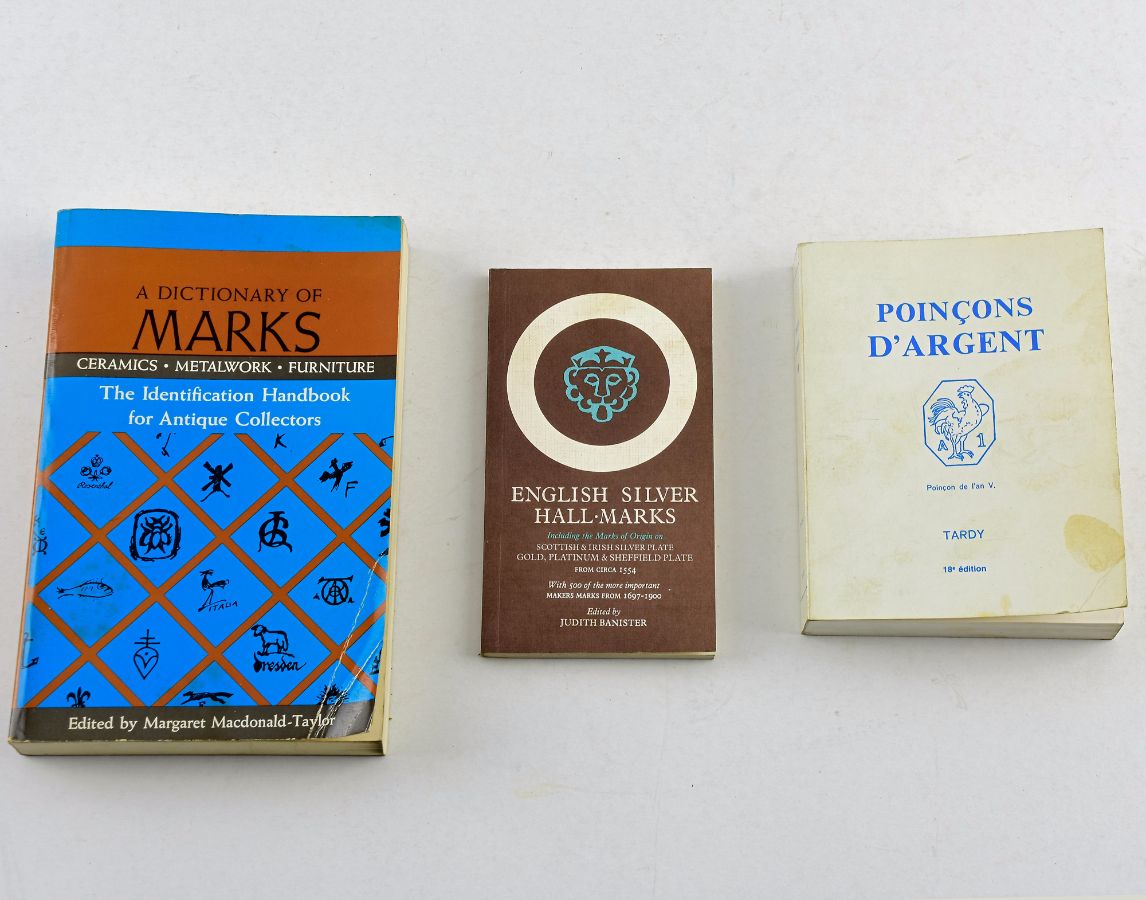 A DICTIONARY OF
MARKS
CERAMICS • METALWORK • FURNITURE
The Identification Handbook
for Antique Collectors
K
Rosenthal
F
ITALIA
Dresden
Edited by Margaret Macdonald-Taylor
ENGLISH SILVER
HALL·MARKS
Including the Marks of Origin on
SCOTTISH & IRISH SILVER PLATE
GOLD, PLATINUM & SHEFFIELD PLATE
FROM CIRCA 1554
With 500 of the more important
MAKERS MARKS FROM 1697-1900
Edited by
JUDITH BANISTER
POINÇONS
D'ARGENT
A 1
Poinçon de l'an V.
TARDY
18e édition